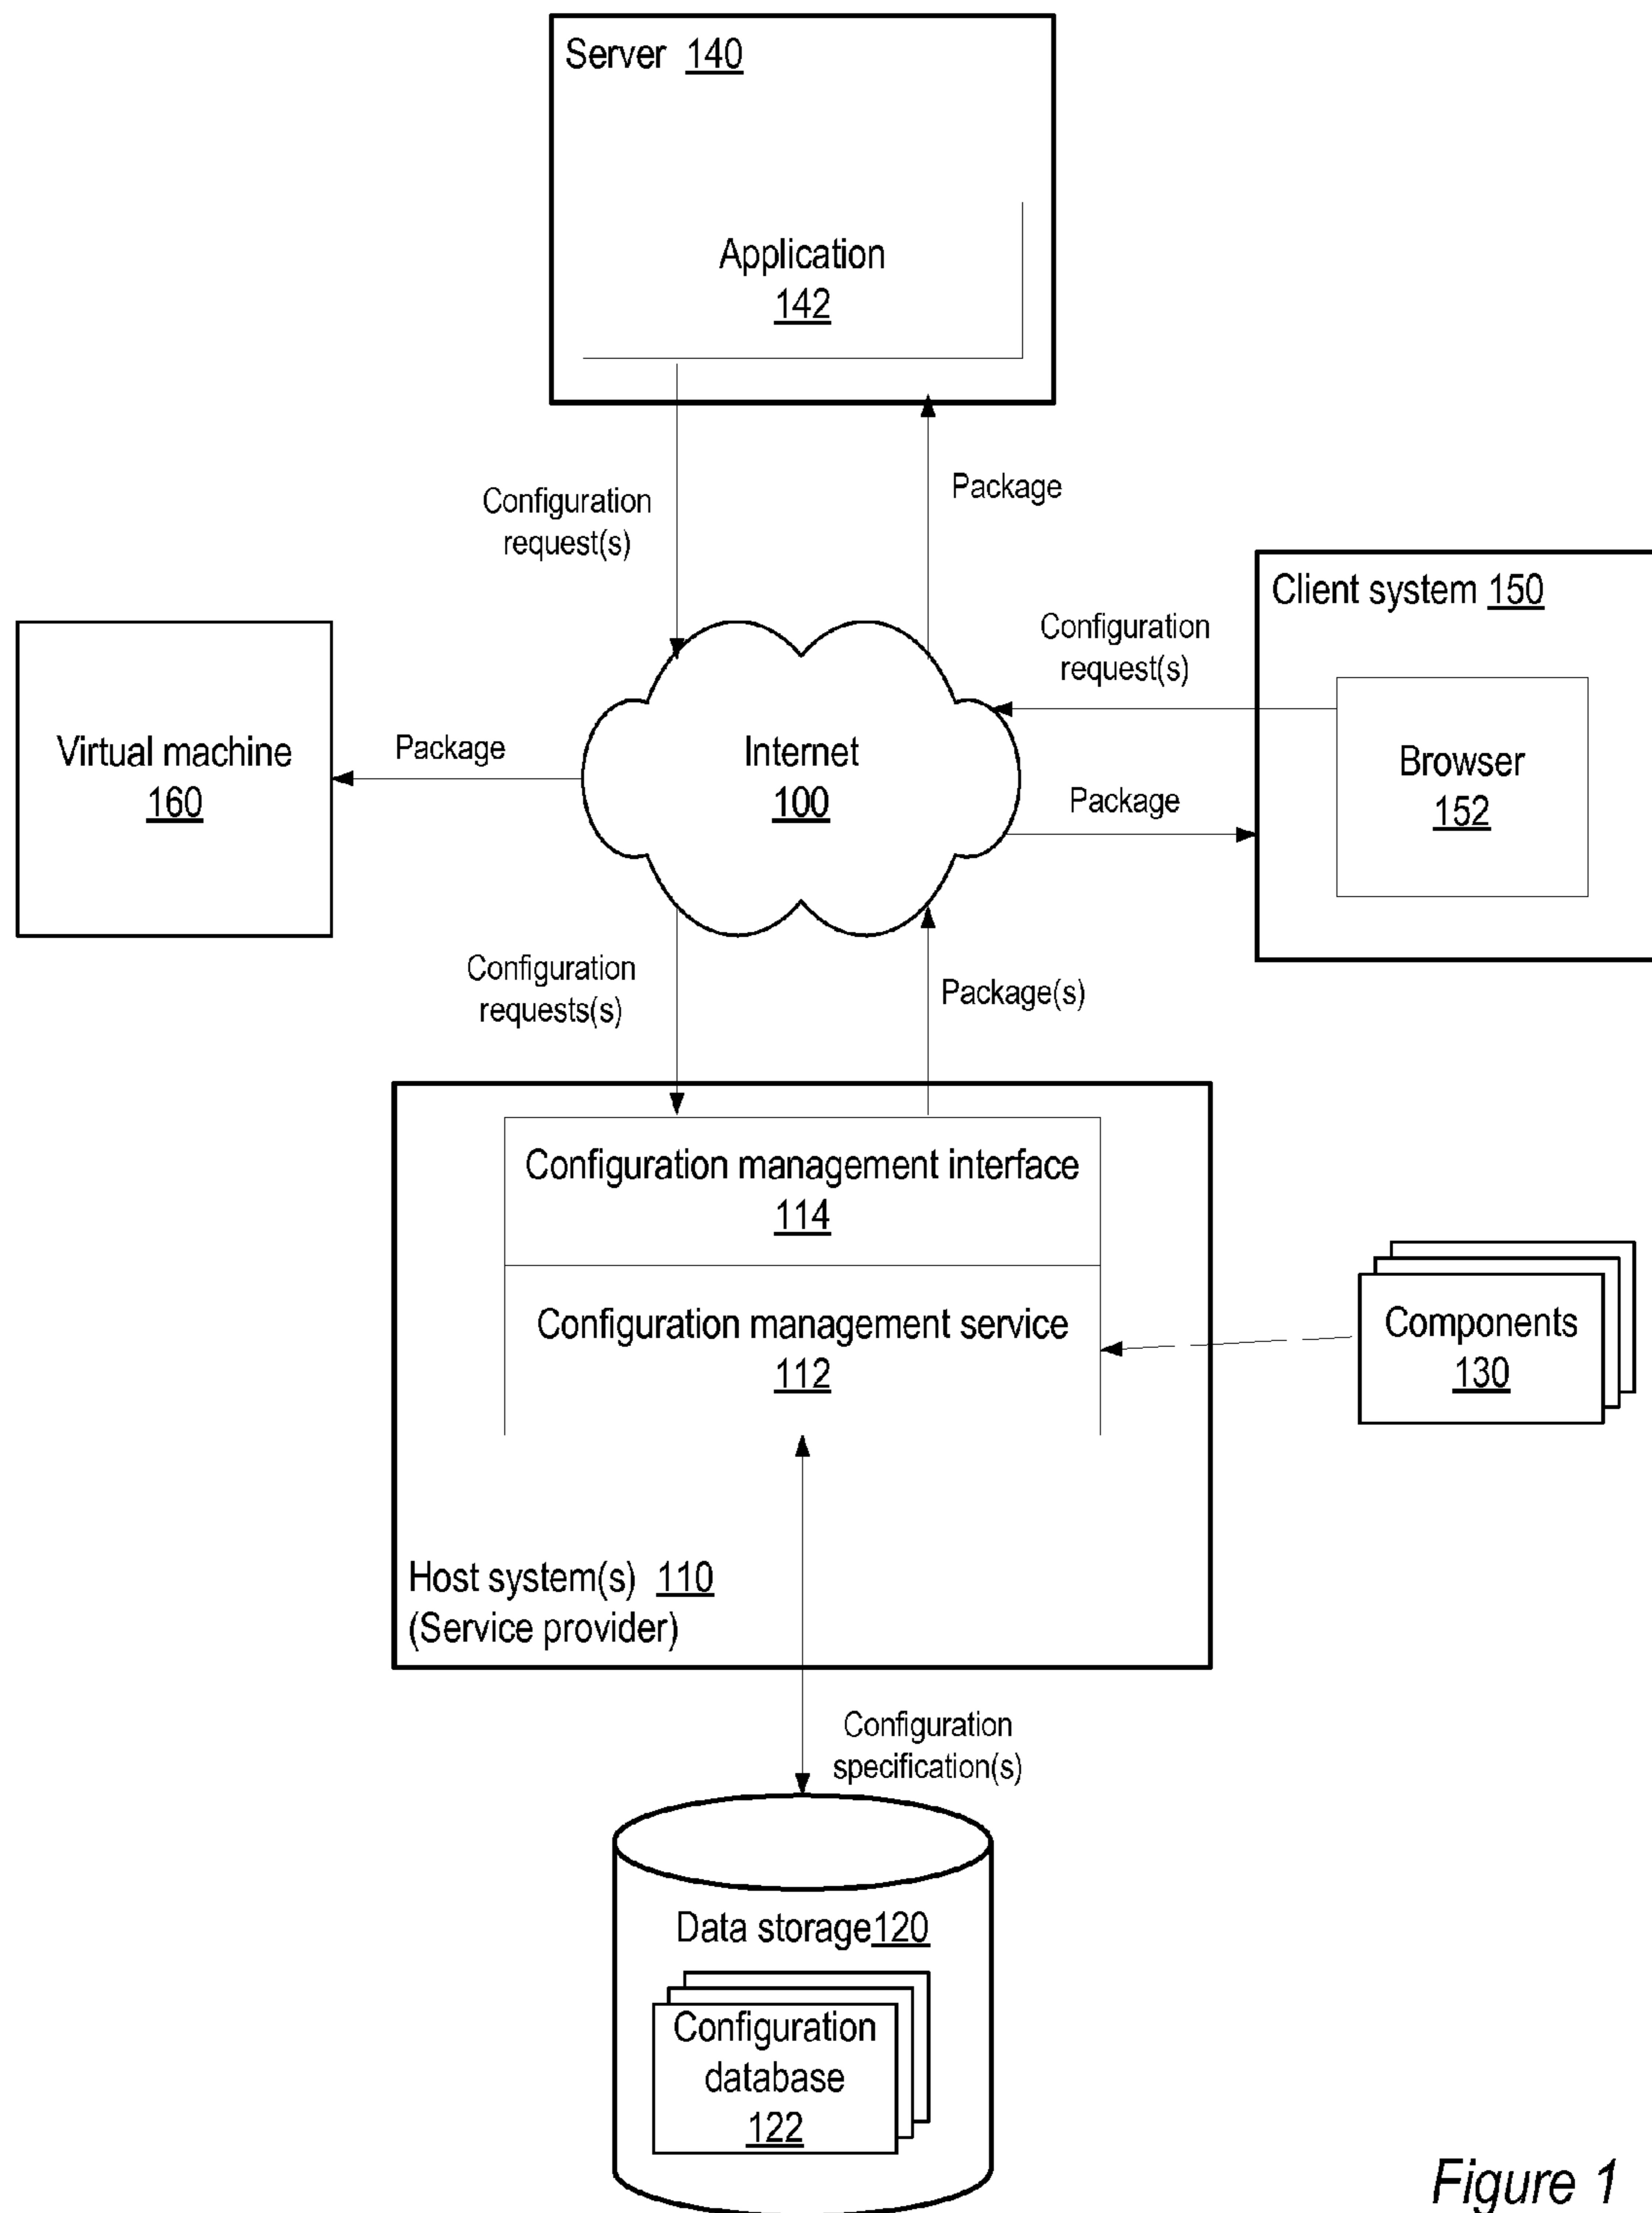 Server 140
Application
142
Configuration
request(s)
Package
Client system 150
Configuration
request(s)
Virtual machine
160
Package
Internet
100
Browser
152
Package
Configuration
requests(s)
Package(s)
Configuration management interface
114
Configuration management service
112
Components
130
Host system(s) 110
(Service provider)
Configuration
specification(s)
Data storage120
Configuration
database
122
Figure 1